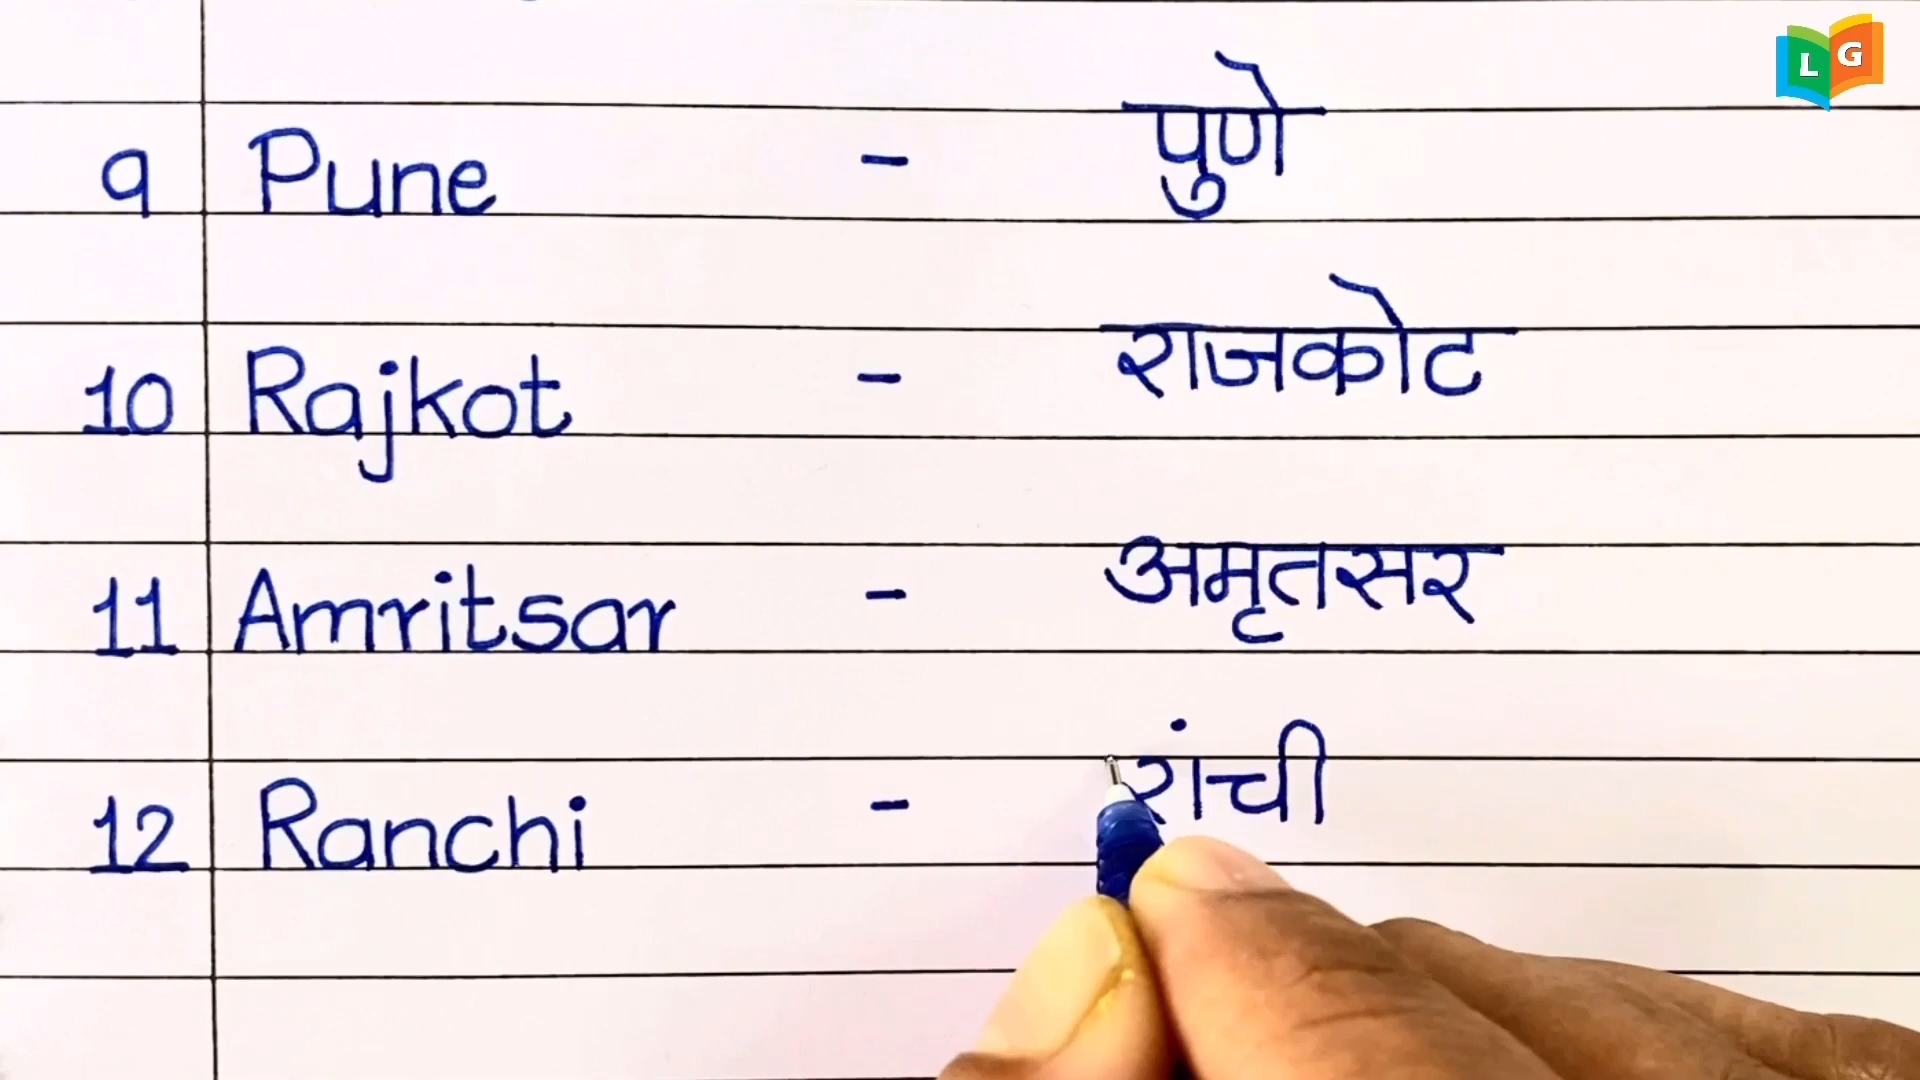 LG
9 Pune - पुणे
10 Rajkot - राजकोट
11 Amritsar - अमृतसर
12 Ranchi - रांची